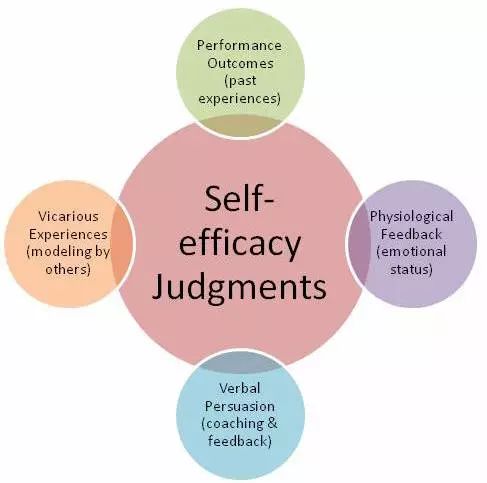 Performance
Outcomes
(past
experiences)
Self-
efficacy
Judgments
Vicarious
Experiences
(modeling by
others)
Physiological
Feedback
(emotional
status)
Verbal
Persuasion
(coaching &
feedback)